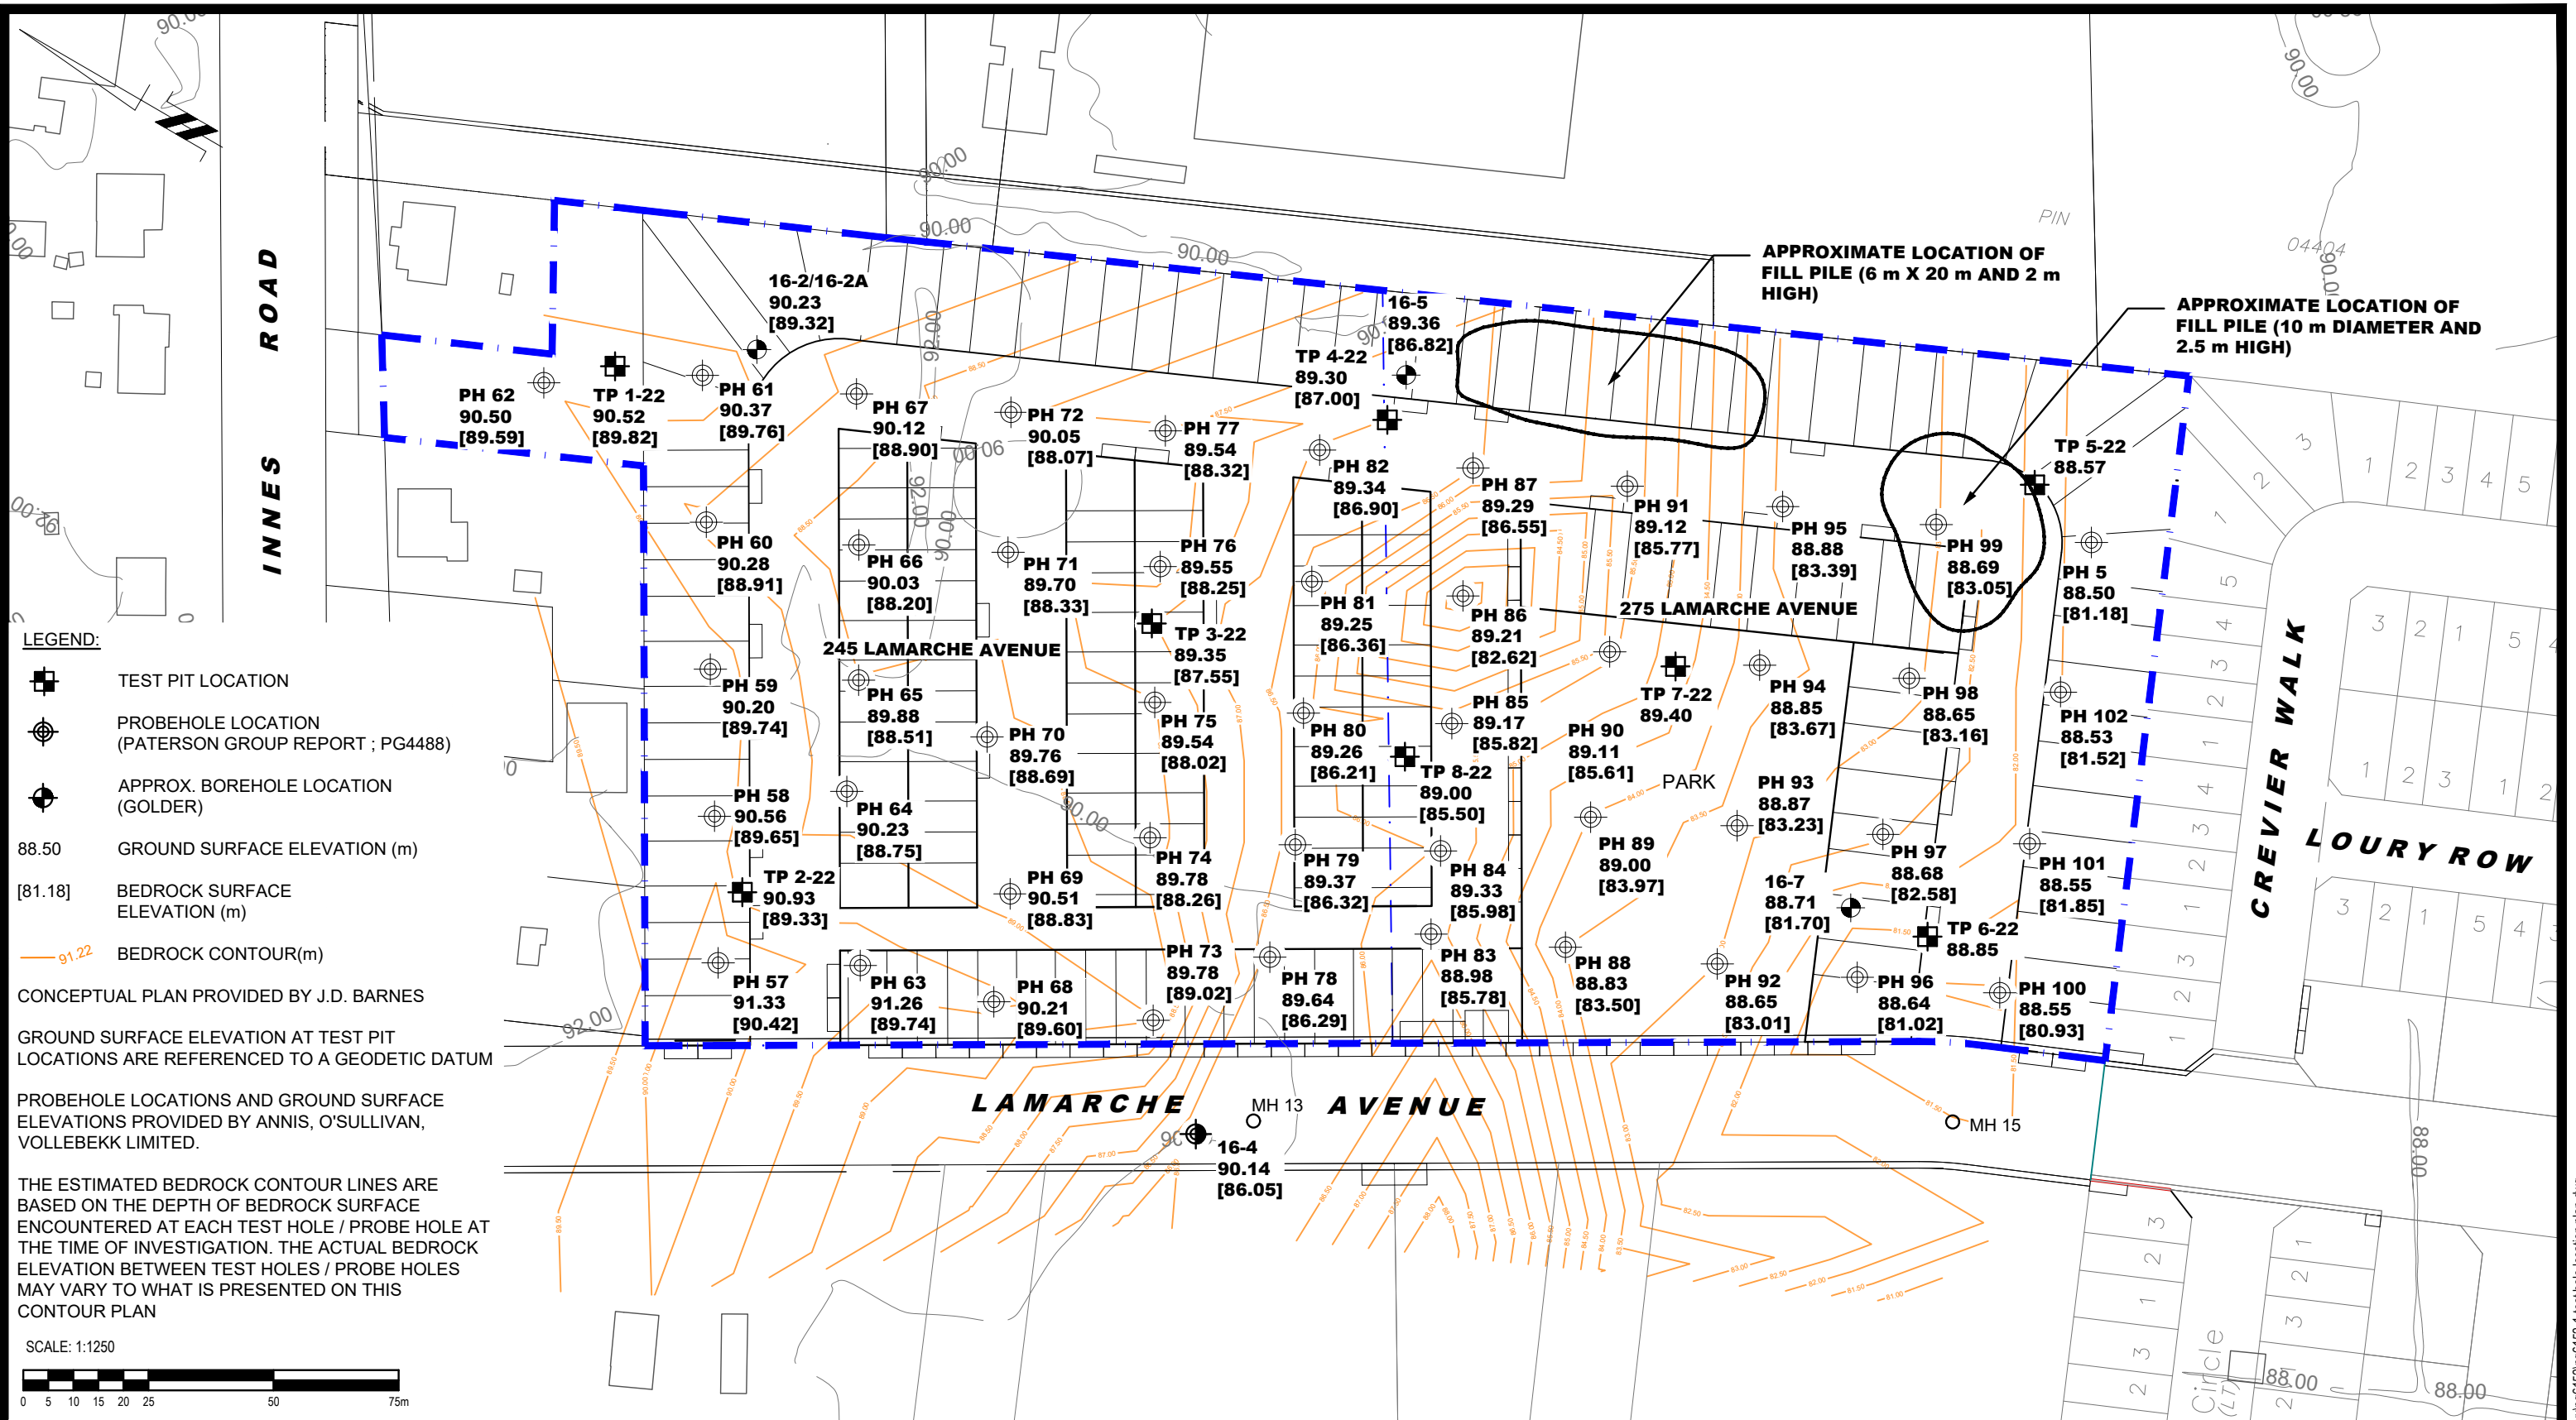 INNES ROAD
APPROXIMATE LOCATION OF
FILL PILE (6 m X 20 m AND 2 m
HIGH)
APPROXIMATE LOCATION OF
FILL PILE (10 m DIAMETER AND
2.5 m HIGH)
PIN
04404
90.00
90.00
90.00
90.00
90.00
92.00
92.00
90.00
90.00
90.00
92.00
88.00
88.00
88.00
16-2/16-2A
90.23
[89.32]
16-5
89.36
[86.82]
TP 4-22
89.30
[87.00]
PH 62
90.50
[89.59]
TP 1-22
90.52
[89.82]
PH 61
90.37
[89.76]
PH 67
90.12
[88.90]
PH 72
90.05
[88.07]
PH 77
89.54
[88.32]
PH 82
89.34
[86.90]
PH 87
89.29
[86.55]
PH 91
89.12
[85.77]
PH 95
88.88
[83.39]
PH 99
88.69
[83.05]
TP 5-22
88.57
PH 5
88.50
[81.18]
PH 60
90.28
[88.91]
PH 66
90.03
[88.20]
PH 71
89.70
[88.33]
PH 76
89.55
[88.25]
TP 3-22
89.35
[87.55]
PH 81
89.25
[86.36]
PH 86
89.21
[82.62]
245 LAMARCHE AVENUE
275 LAMARCHE AVENUE
PH 59
90.20
[89.74]
PH 65
89.88
[88.51]
PH 70
89.76
[88.69]
PH 75
89.54
[88.02]
PH 80
89.26
[86.21]
PH 85
89.17
[85.82]
TP 8-22
89.00
[85.50]
PH 90
89.11
[85.61]
TP 7-22
89.40
PARK
PH 94
88.85
[83.67]
PH 98
88.65
[83.16]
PH 102
88.53
[81.52]
PH 58
90.56
[89.65]
PH 64
90.23
[88.75]
PH 69
90.51
[88.83]
PH 74
89.78
[88.26]
PH 79
89.37
[86.32]
PH 84
89.33
[85.98]
PH 89
89.00
[83.97]
PH 93
88.87
[83.23]
16-7
88.71
[81.70]
PH 97
88.68
[82.58]
PH 101
88.55
[81.85]
TP 2-22
90.93
[89.33]
TP 6-22
88.85
PH 57
91.33
[90.42]
PH 63
91.26
[89.74]
PH 68
90.21
[89.60]
PH 73
89.78
[89.02]
PH 78
89.64
[86.29]
PH 83
88.98
[85.78]
PH 88
88.83
[83.50]
PH 92
88.65
[83.01]
PH 96
88.64
[81.02]
PH 100
88.55
[80.93]
LAMARCHE AVENUE
MH 13
MH 15
16-4
90.14
[86.05]
CREVIER WALK
LOURY ROW
Circle
(LT)
LEGEND:
TEST PIT LOCATION
PROBEHOLE LOCATION
(PATERSON GROUP REPORT ; PG4488)
APPROX. BOREHOLE LOCATION
(GOLDER)
88.50 GROUND SURFACE ELEVATION (m)
[81.18] BEDROCK SURFACE
ELEVATION (m)
91.22 BEDROCK CONTOUR(m)
CONCEPTUAL PLAN PROVIDED BY J.D. BARNES
GROUND SURFACE ELEVATION AT TEST PIT
LOCATIONS ARE REFERENCED TO A GEODETIC DATUM
PROBEHOLE LOCATIONS AND GROUND SURFACE
ELEVATIONS PROVIDED BY ANNIS, O'SULLIVAN,
VOLLEBEKK LIMITED.
THE ESTIMATED BEDROCK CONTOUR LINES ARE
BASED ON THE DEPTH OF BEDROCK SURFACE
ENCOUNTERED AT EACH TEST HOLE / PROBE HOLE AT
THE TIME OF INVESTIGATION. THE ACTUAL BEDROCK
ELEVATION BETWEEN TEST HOLES / PROBE HOLES
MAY VARY TO WHAT IS PRESENTED ON THIS
CONTOUR PLAN
SCALE: 1:1250
0 5 10 15 20 25 50 75m